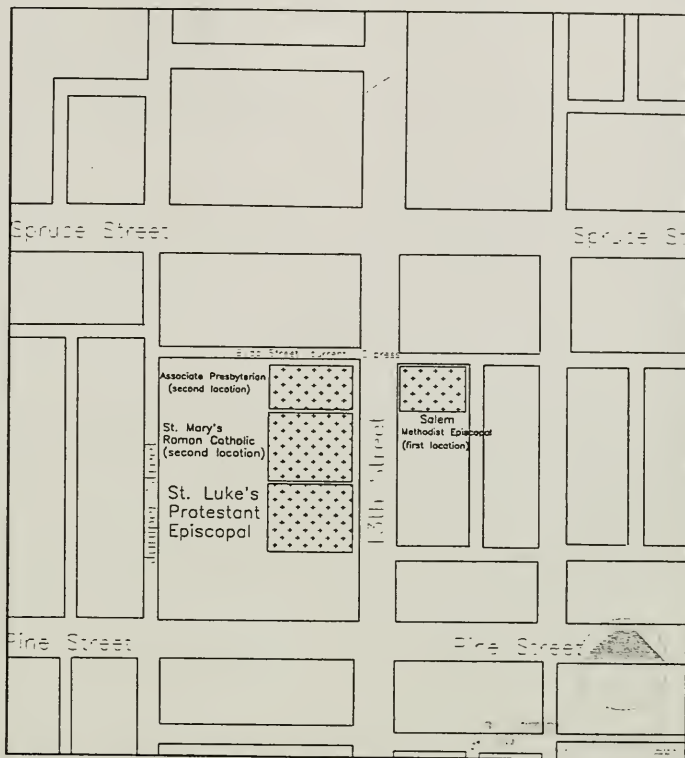 Spruce Street
Spruce St
Associate Presbyterian
(second location)
St. Mary's
Roman Catholic
(second location)
St. Luke's
Protestant
Episcopal
Salem
Methodist Episcopal
(first location)
13th Street
Pine Street
Pine Street